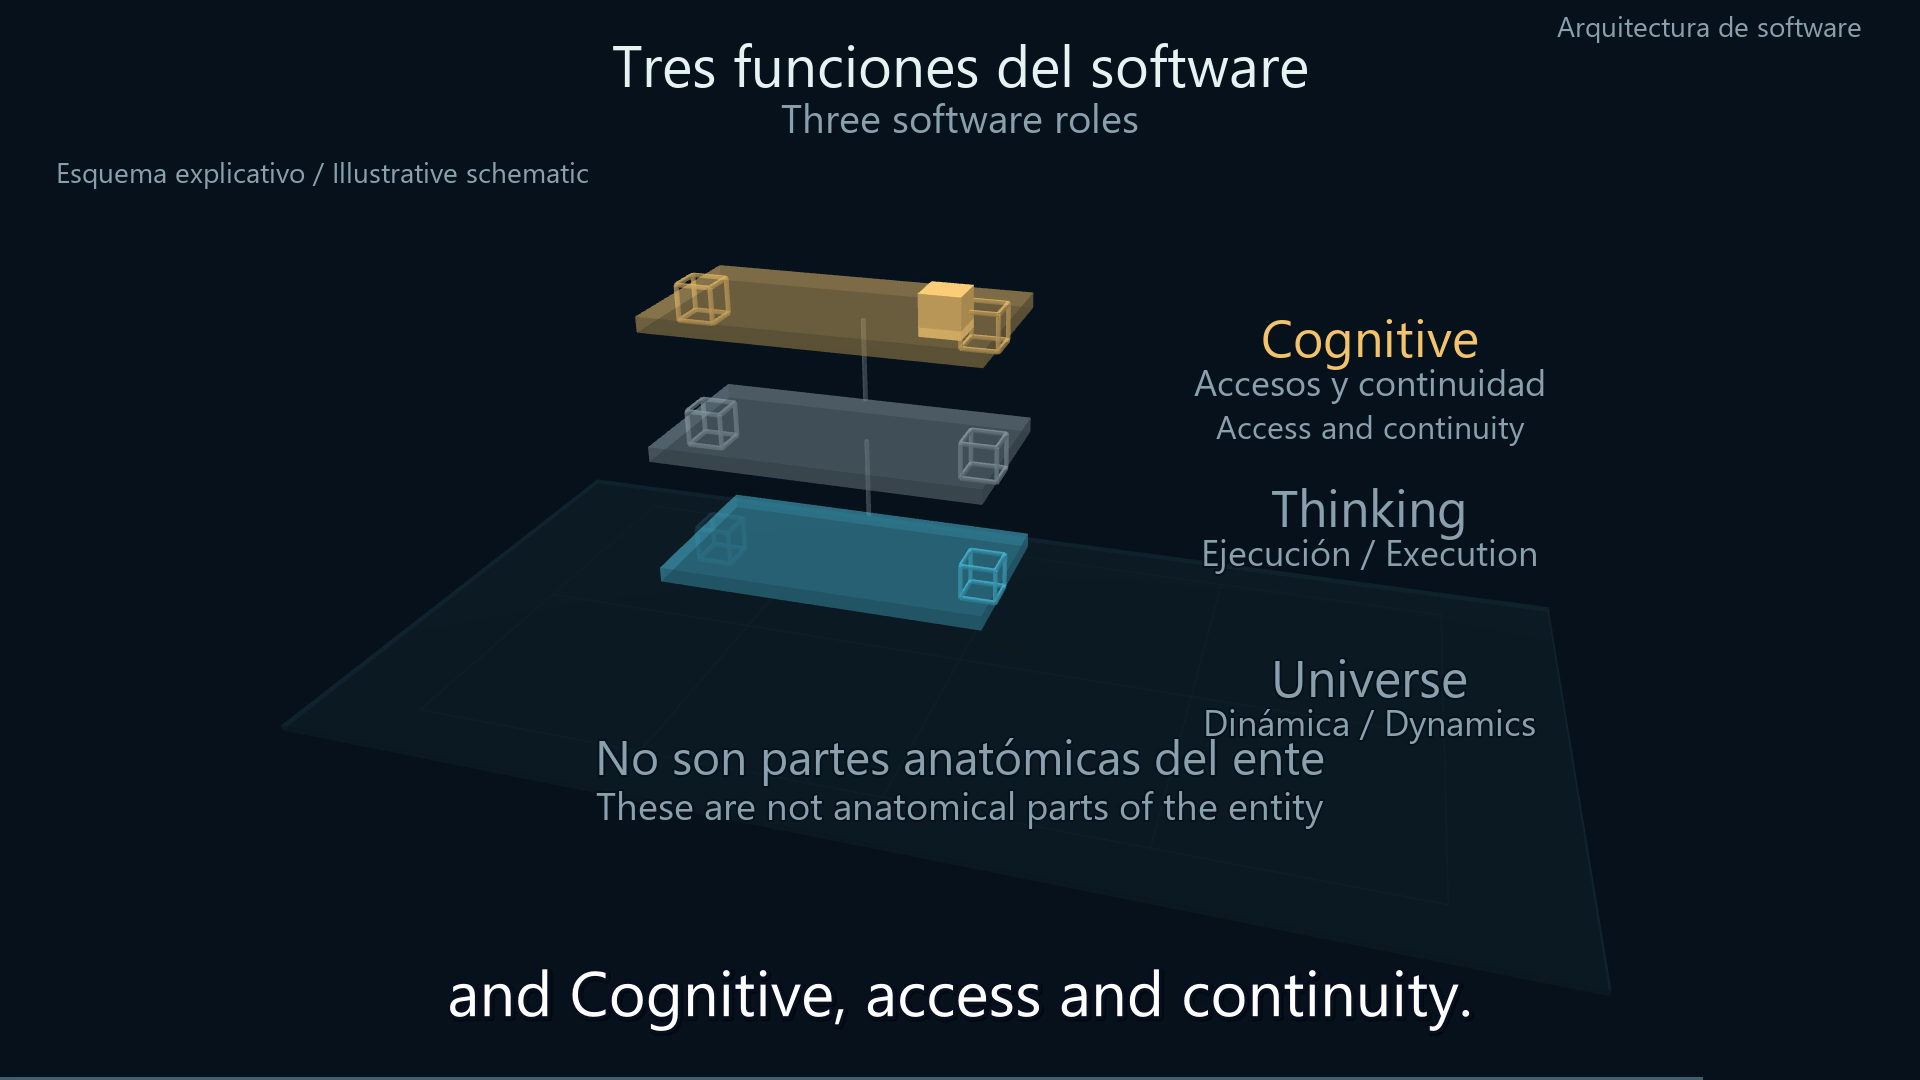 Arquitectura de software
Tres funciones del software
Three software roles
Esquema explicativo / Illustrative schematic
Cognitive
Accesos y continuidad
Access and continuity
Thinking
Ejecución / Execution
Universe
Dinámica / Dynamics
No son partes anatómicas del ente
These are not anatomical parts of the entity
and Cognitive, access and continuity.